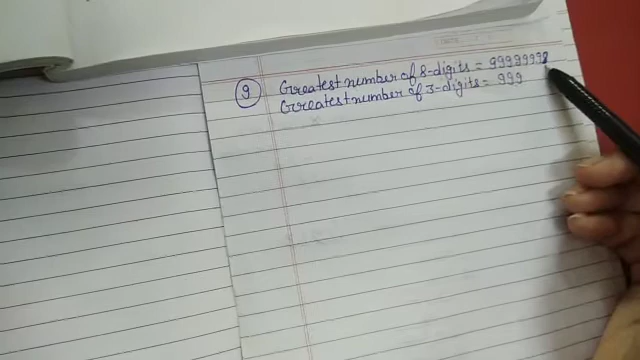 9 Greatest number of 8-digits = 99999999
Greatest number of 3-digits = 999